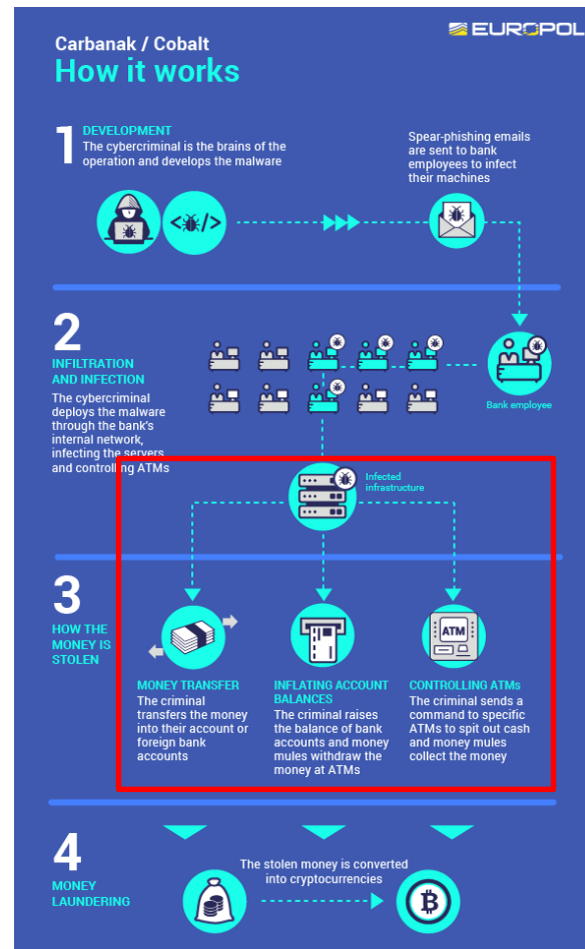 EUROPOL
Carbanak / Cobalt
How it works
1
DEVELOPMENT
The cybercriminal is the brains of the
operation and develops the malware
Spear-phishing emails
are sent to bank
employees to infect
their machines
</>
2
INFILTRATION
AND INFECTION
The cybercriminal
deploys the malware
through the bank's
internal network,
infecting the servers
and controlling ATMs
Bank employee
Infected
infrastructure
3
HOW THE
MONEY IS
STOLEN
ATM
MONEY TRANSFER
The criminal
transfers the money
into their account or
foreign bank
accounts
INFLATING ACCOUNT
BALANCES
The criminal raises
the balance of bank
accounts and money
mules withdraw the
money at ATMs
CONTROLLING ATMs
The criminal sends a
command to specific
ATMs to spit out cash
and money mules
collect the money
4
MONEY
LAUNDERING
The stolen money is converted
into cryptocurrencies